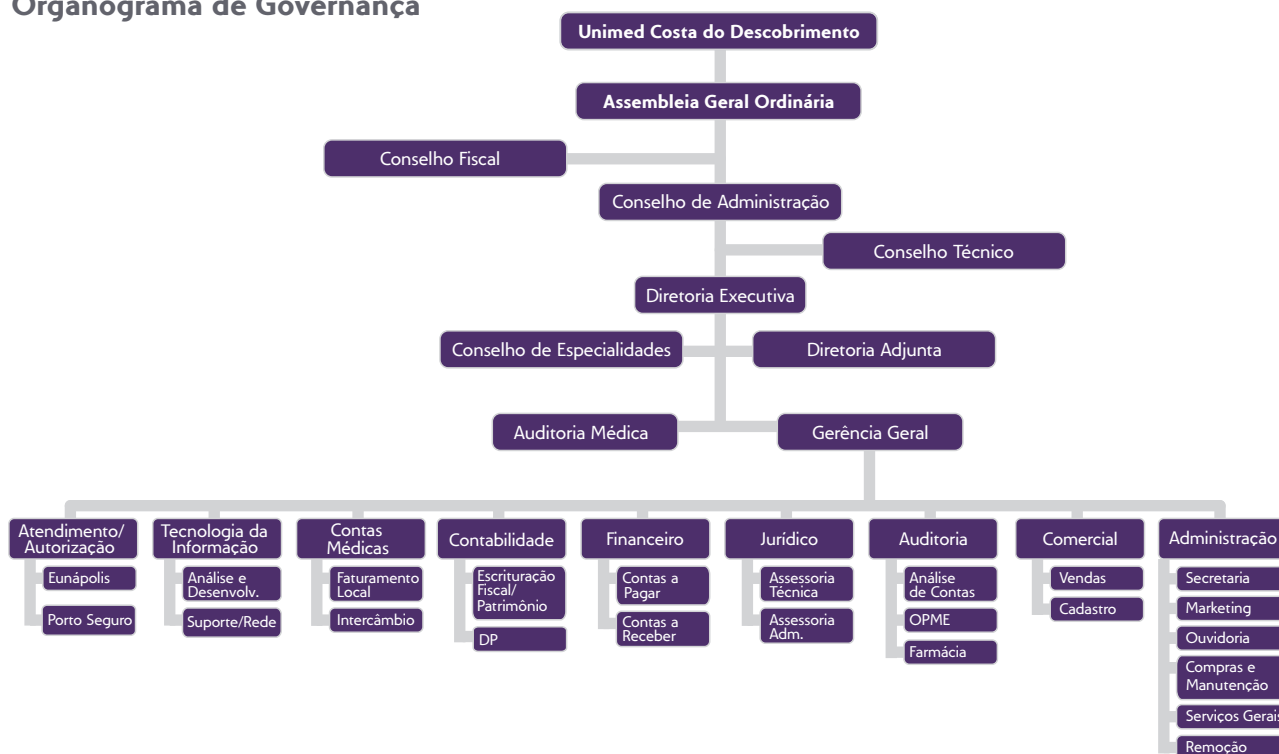 Organograma de Governança
Unimed Costa do Descobrimento
Assembleia Geral Ordinária
Conselho Fiscal
Conselho de Administração
Conselho Técnico
Diretoria Executiva
Conselho de Especialidades
Diretoria Adjunta
Auditoria Médica
Gerência Geral
Atendimento/
Autorização
Eunápolis
Porto Seguro
Tecnologia da
Informação
Análise e
Desenvolv.
Suporte/Rede
Contas
Médicas
Faturamento
Local
Intercâmbio
Contabilidade
Escrituração
Fiscal/
Patrimônio
DP
Financeiro
Contas a
Pagar
Contas a
Receber
Jurídico
Assessoria
Técnica
Assessoria
Adm.
Auditoria
Análise
de Contas
OPME
Farmácia
Comercial
Vendas
Cadastro
Administração
Secretaria
Marketing
Ouvidoria
Compras e
Manutenção
Serviços Gerais
Remoção